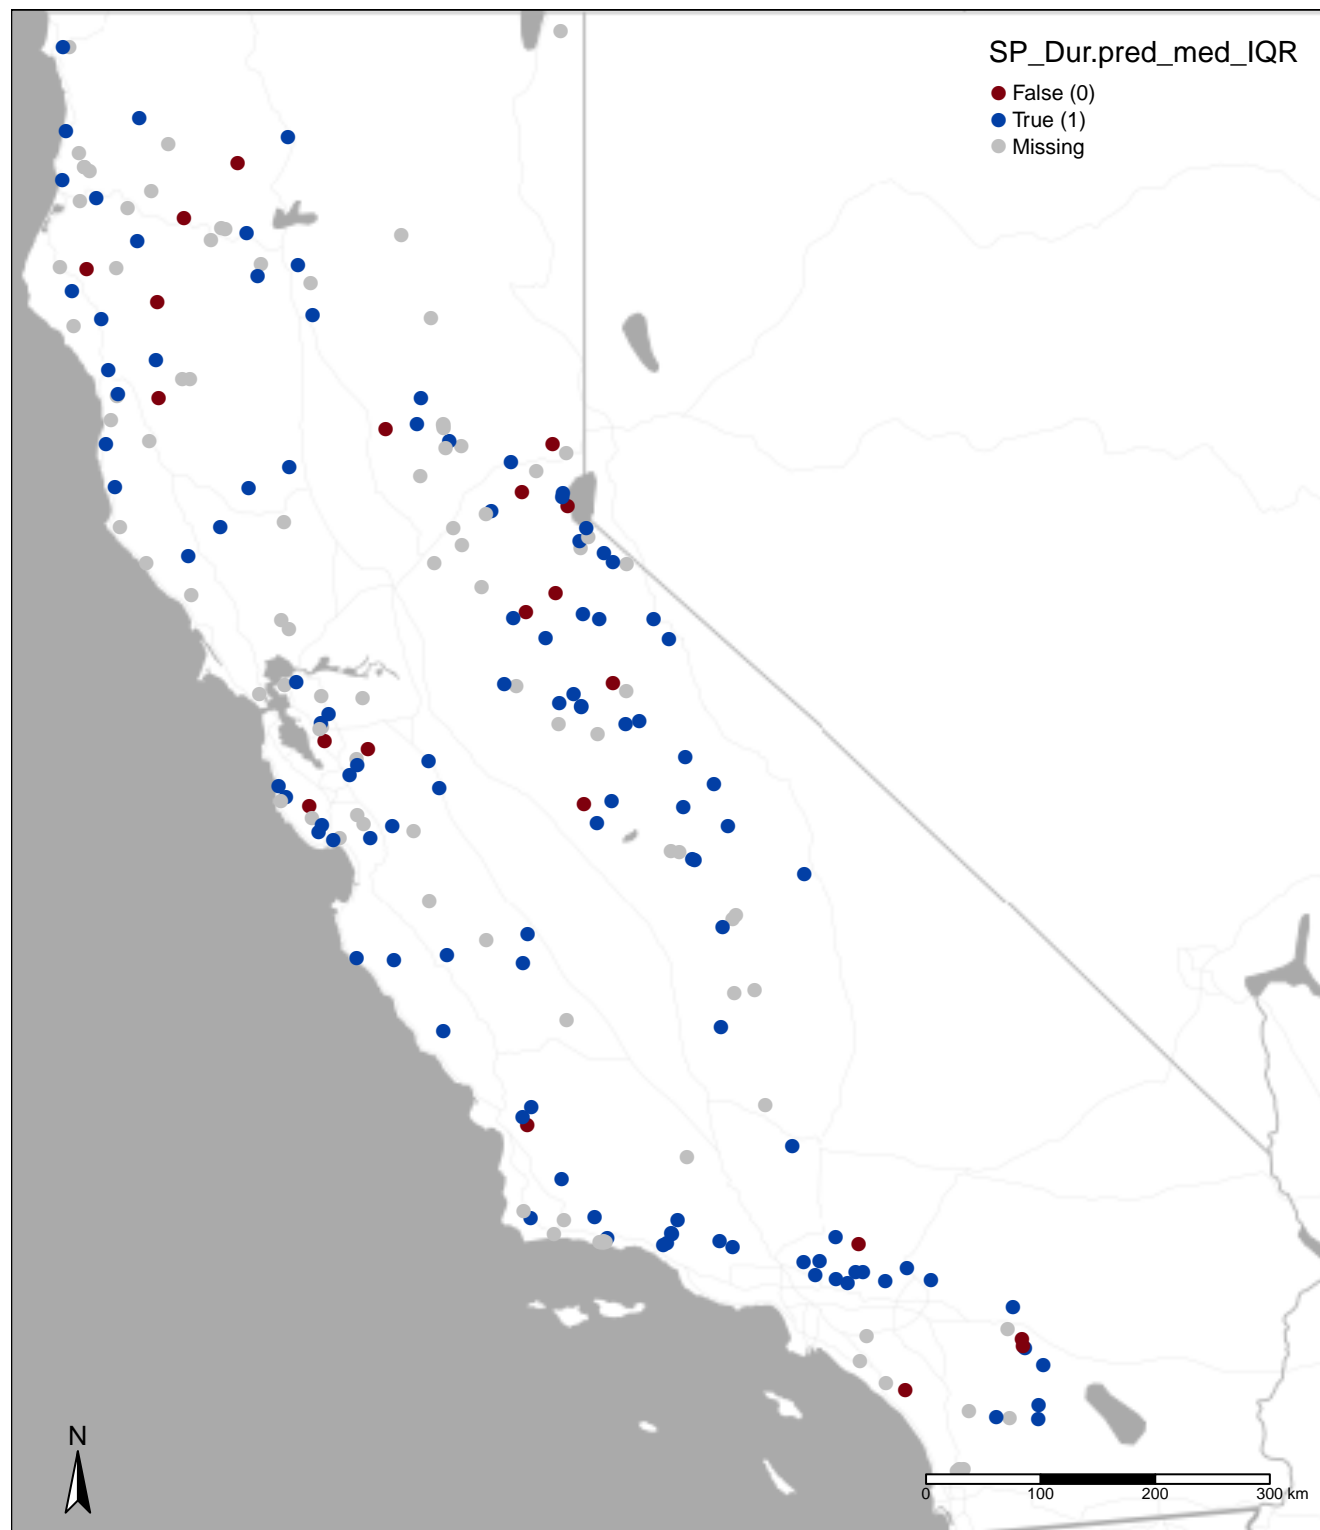 SP_Dur.pred_med_IQR
False (0)
True (1)
Missing
N
0 100 200 300 km